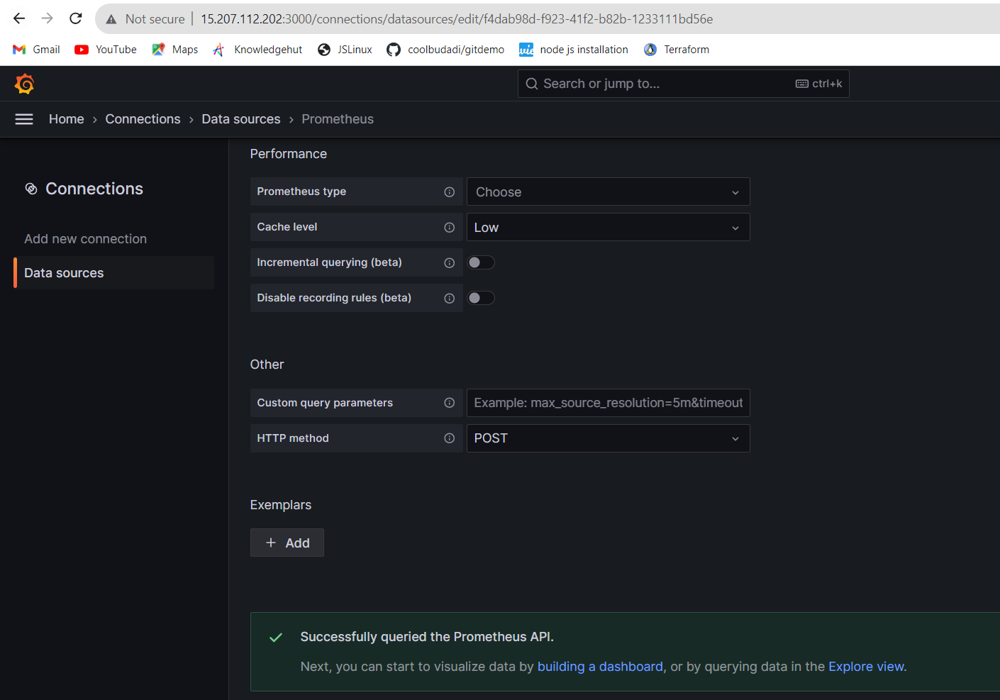 Not secure | 15.207.112.202:3000/connections/datasources/edit/f4dab98d-f923-41f2-b82b-1233111bd56e
Gmail YouTube Maps Knowledgehut JSLinux coolbudadi/gitdemo node js installation Terraform
Search or jump to... ctrl+k
Home › Connections › Data sources › Prometheus
Connections
Add new connection
Data sources
Performance
Prometheus type Choose
Cache level Low
Incremental querying (beta)
Disable recording rules (beta)
Other
Custom query parameters Example: max_source_resolution=5m&timeout
HTTP method POST
Exemplars
+ Add
Successfully queried the Prometheus API.
Next, you can start to visualize data by building a dashboard, or by querying data in the Explore view.